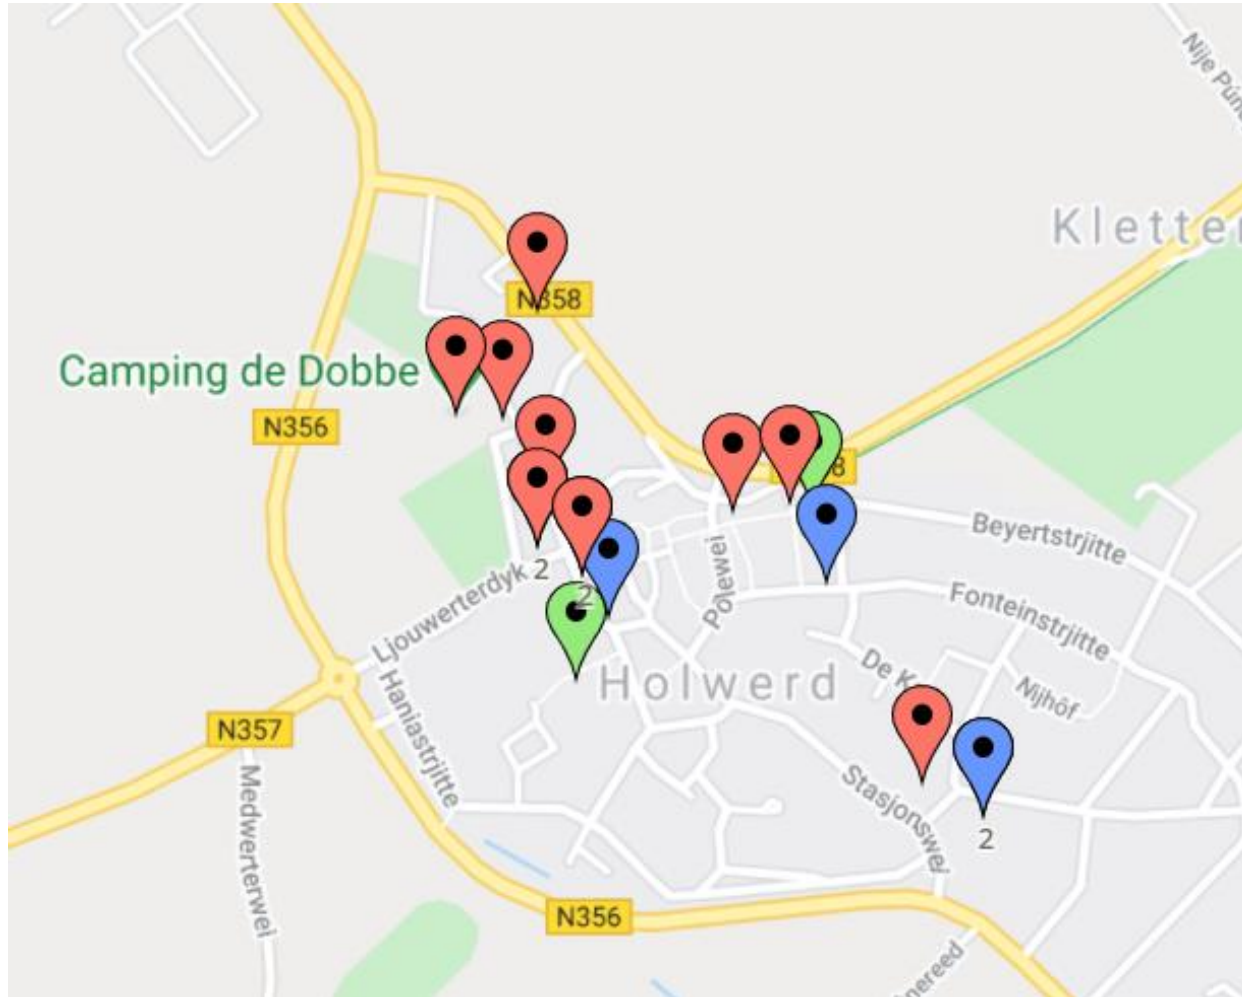 Nije Pún
Kletter
N358
Camping de Dobbe
N356
8
Beyertstrjitte
2
Ljouwerterdyk
2
Polewei
Fonteinstrjitte
Holwerd
De K
Nijhôf
N357
Haniastrjitte
Medwerterwei
Stasjonswei
2
N356
nereed